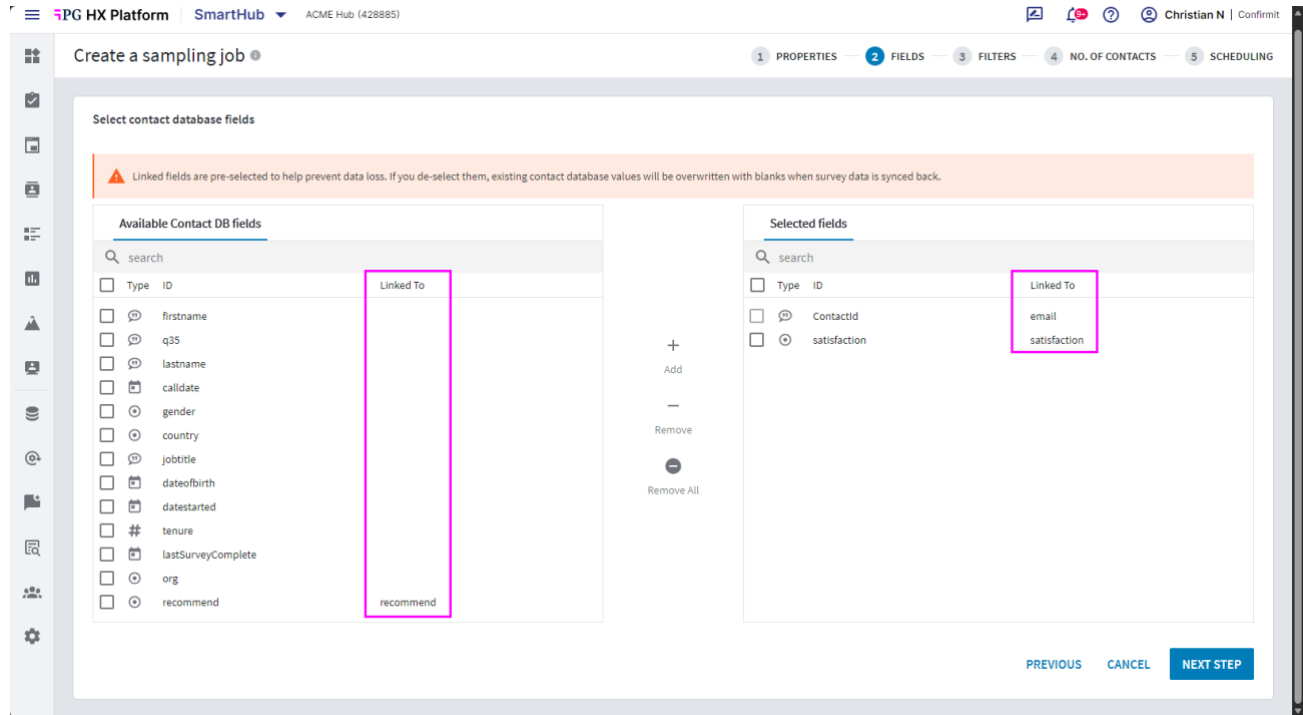 PG HX Platform SmartHub ACME Hub (428885) 9+ ? Christian N | Confirmit
Create a sampling job 1 PROPERTIES 2 FIELDS 3 FILTERS 4 NO. OF CONTACTS 5 SCHEDULING
Select contact database fields
Linked fields are pre-selected to help prevent data loss. If you de-select them, existing contact database values will be overwritten with blanks when survey data is synced back.
Available Contact DB fields
search
Type ID Linked To
firstname
q35
lastname
calldate
gender
country
jobtitle
dateofbirth
datestarted
# tenure
lastSurveyComplete
org
recommend recommend
Add
Remove
Remove All
Selected fields
search
Type ID Linked To
ContactId email
satisfaction satisfaction
PREVIOUS CANCEL NEXT STEP